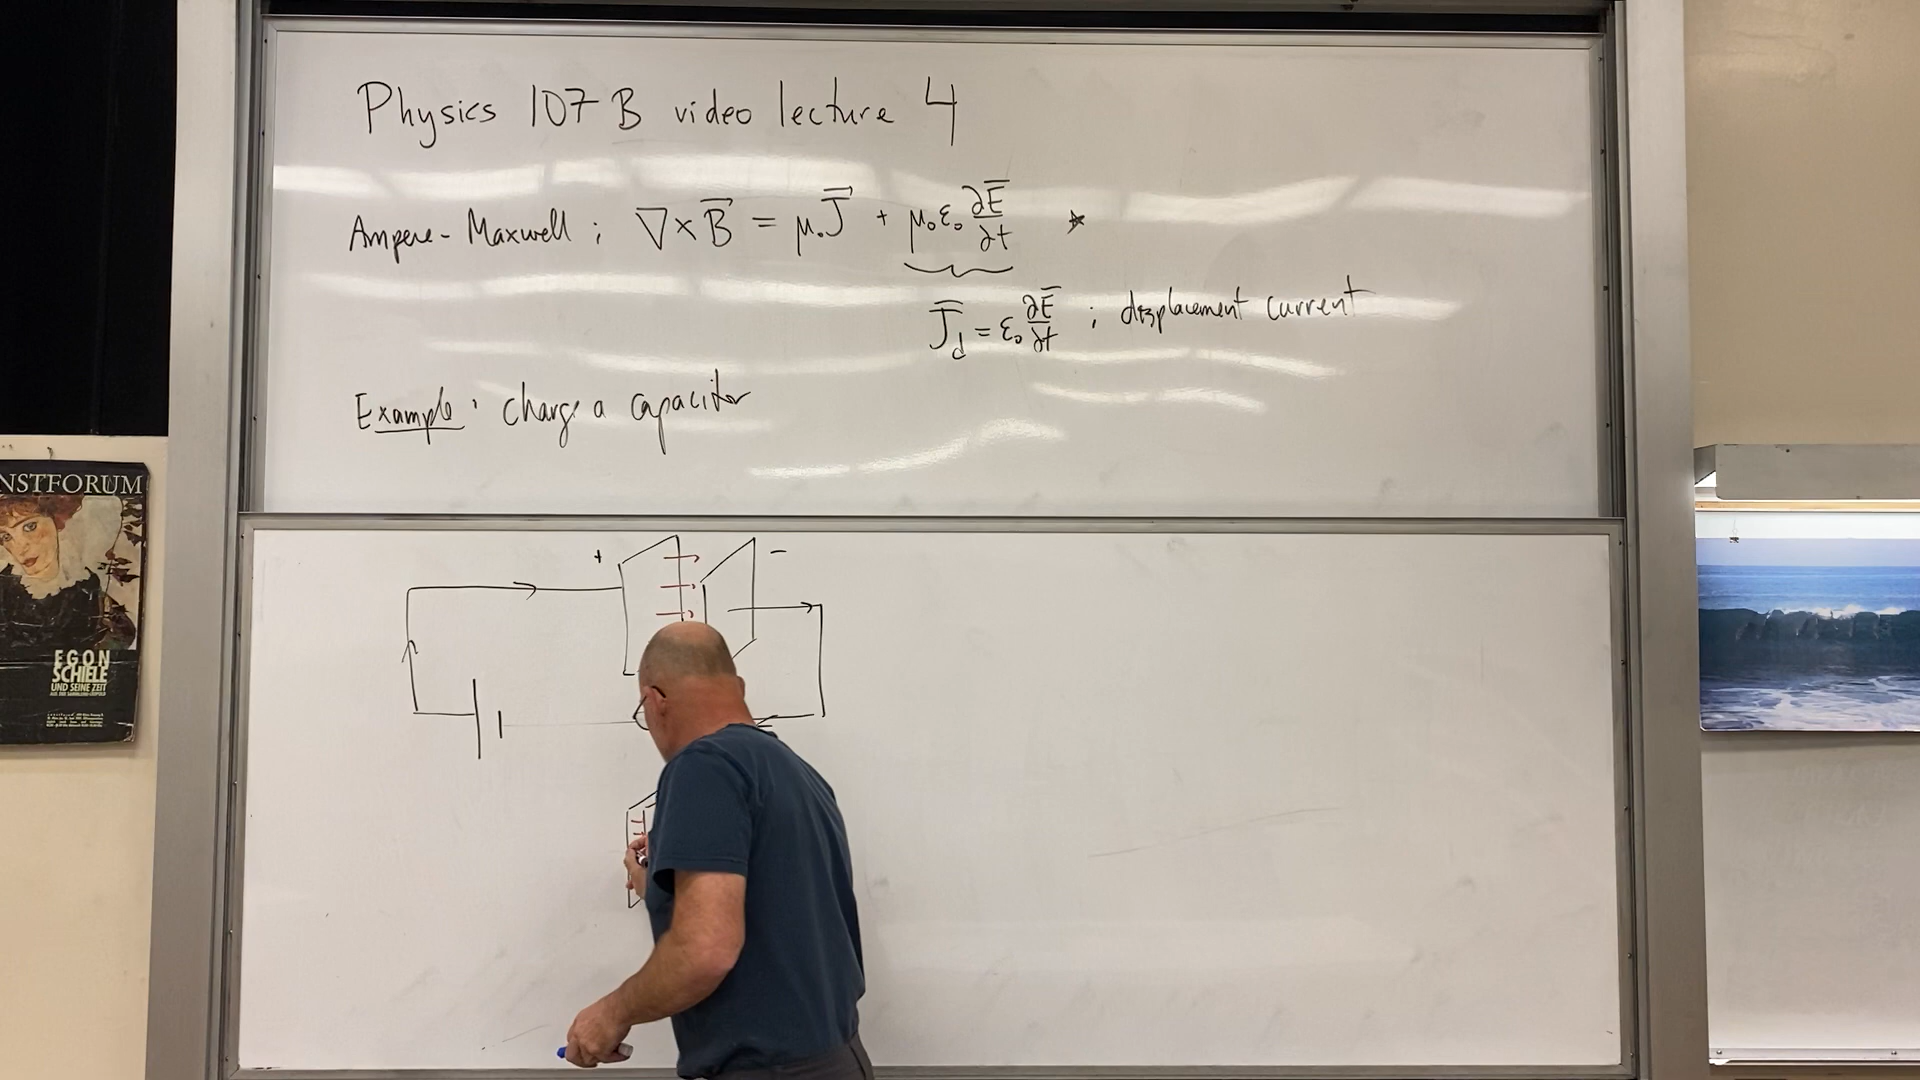 Physics 107 B video lecture 4
Ampere - Maxwell ; ∇×B⃗ = μ₀J⃗ + μ₀ε₀ ∂E̅/∂t ★
J̅_d = ε₀ ∂E̅/∂t ; displacement current
Example : charge a capacitor
+ −
NSTFORUM
EGON
SCHIELE
UND SEINE ZEIT